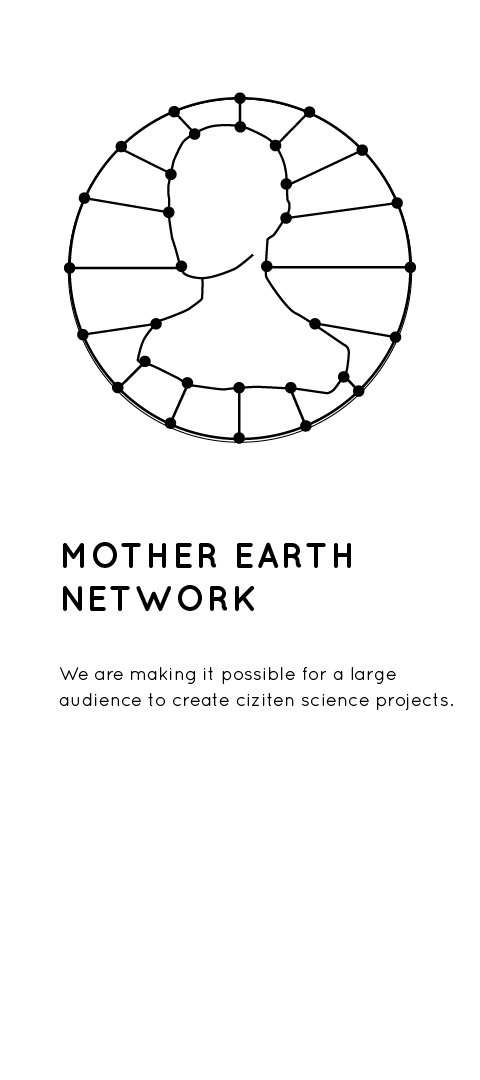 MOTHER EARTH
NETWORK
We are making it possible for a large
audience to create ciziten science projects.